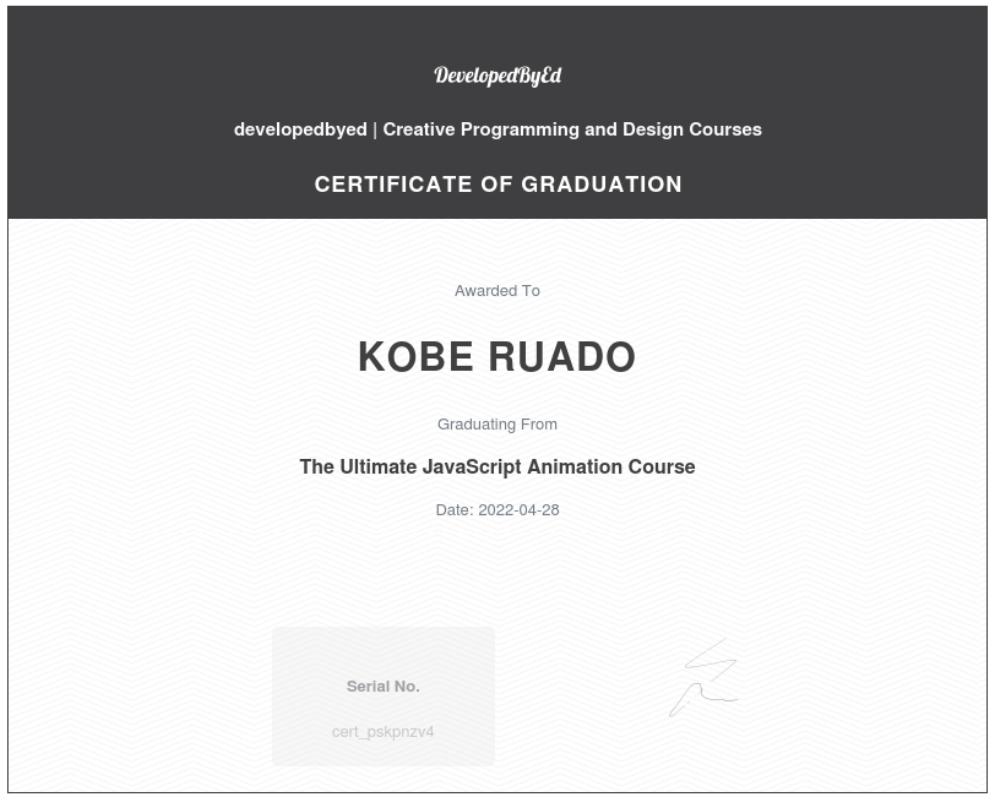 DevelopedByEd
developedbyed | Creative Programming and Design Courses
CERTIFICATE OF GRADUATION
Awarded To
KOBE RUADO
Graduating From
The Ultimate JavaScript Animation Course
Date: 2022-04-28
Serial No.
cert_pskpnzv4